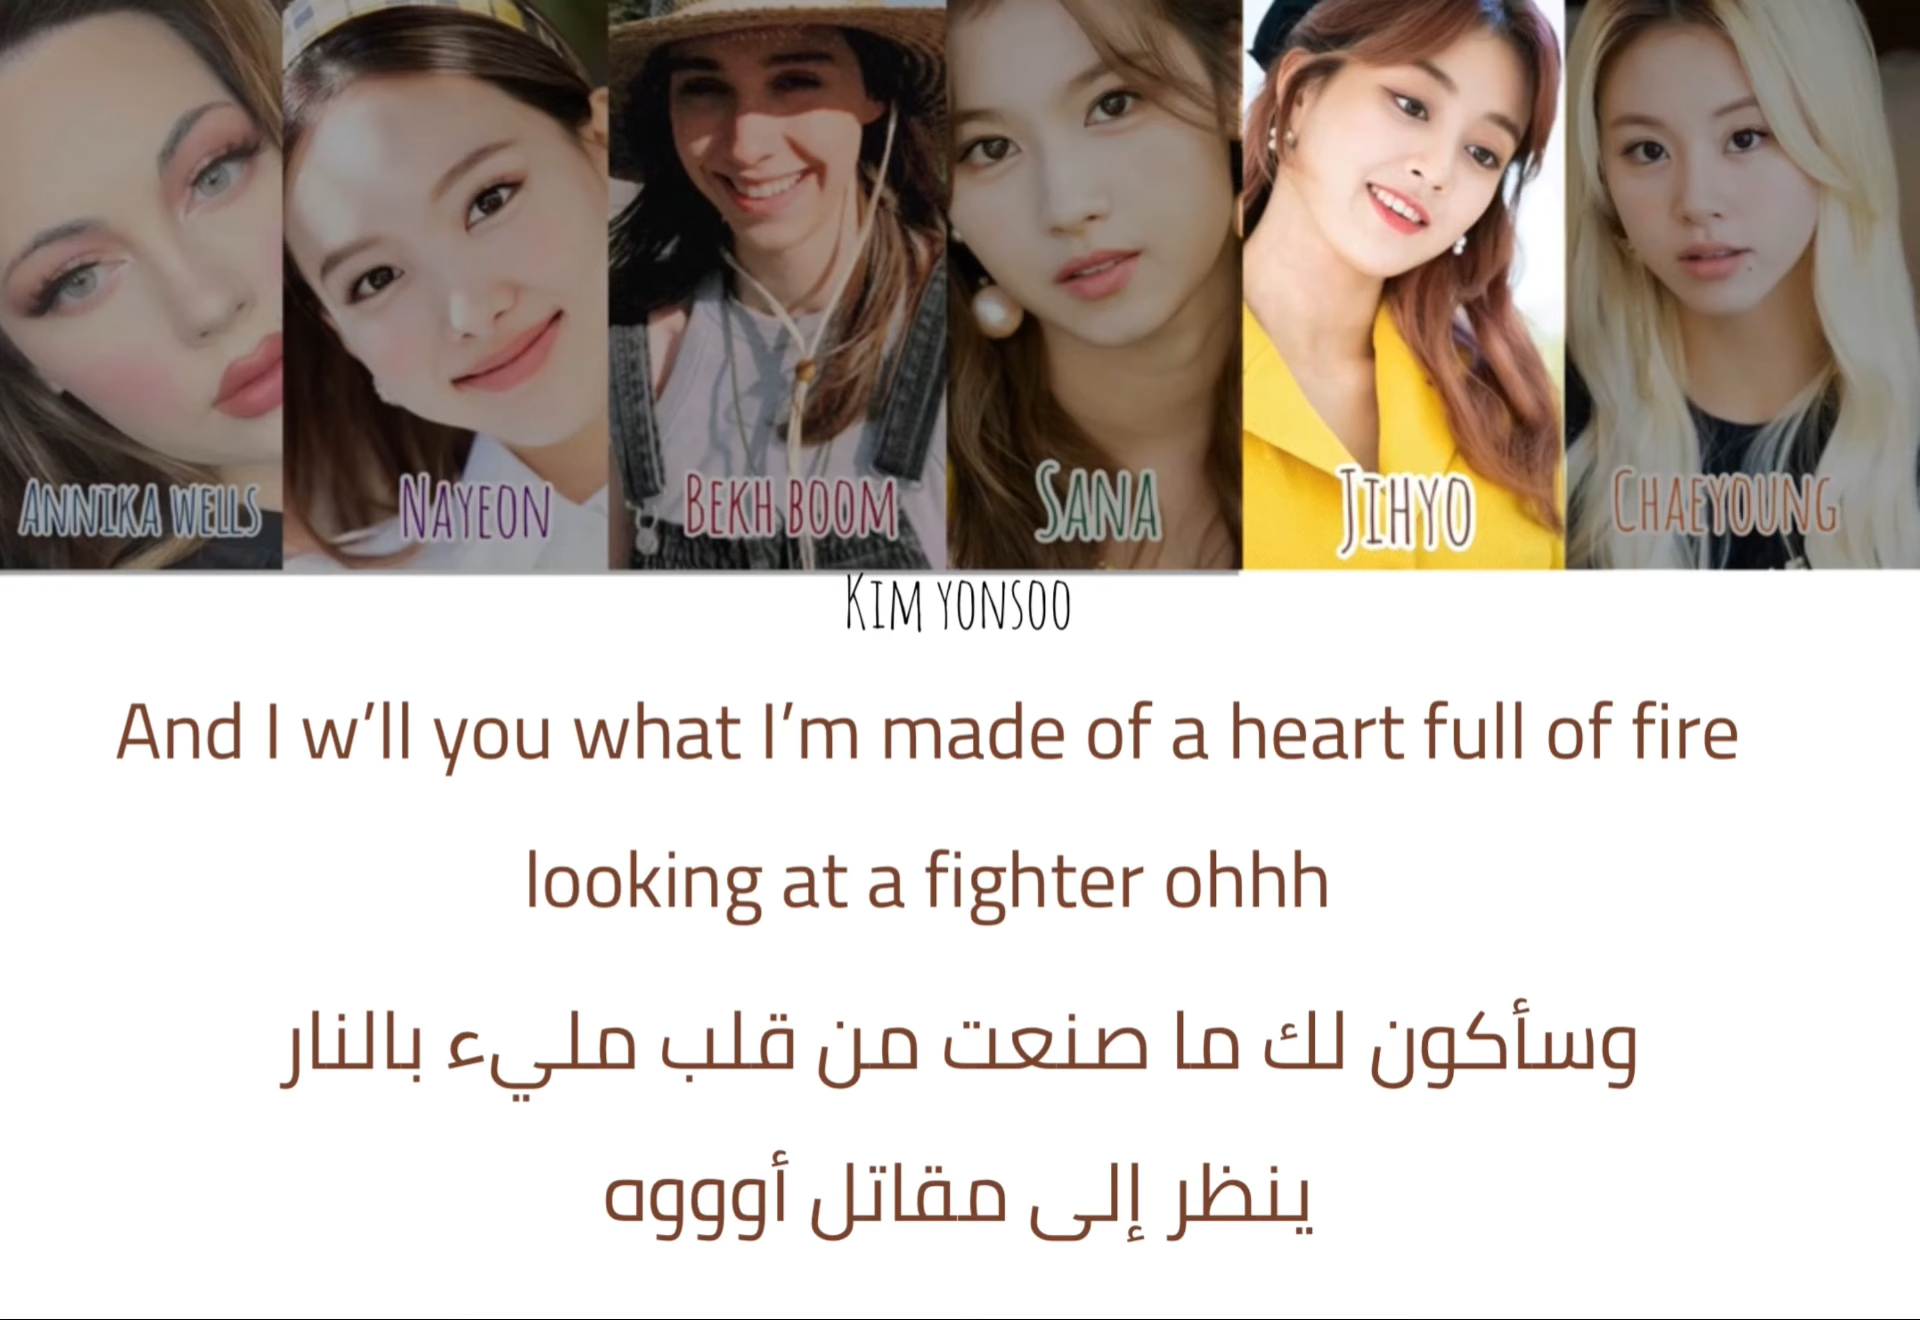 ANNIKA WELLS
NAYEON
BEKH BOOM
SANA
JIHYO
CHAEYOUNG
KIM YONSOO
And I w’ll you what I’m made of a heart full of fire
looking at a fighter ohhh
وسأكون لك ما صنعت من قلب مليء بالنار
ينظر إلى مقاتل أوووه